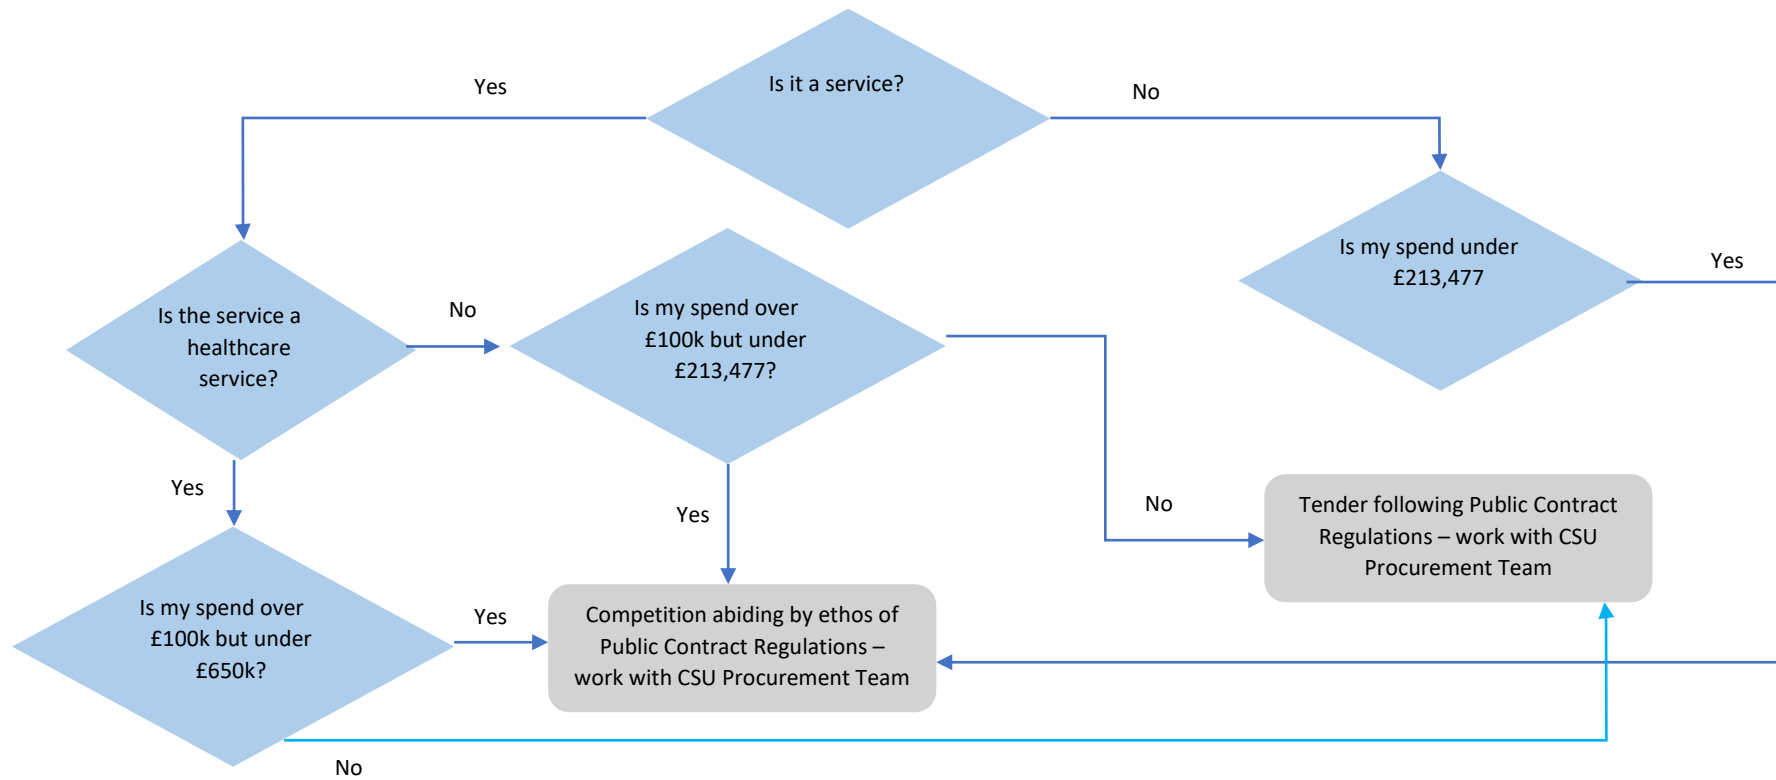 Is it a service?
Yes
No
Is my spend under
£213,477
Yes
Is the service a
healthcare
service?
No
Is my spend over
£100k but under
£213,477?
Yes
Yes
No
Tender following Public Contract
Regulations – work with CSU
Procurement Team
Is my spend over
£100k but under
£650k?
Yes
Competition abiding by ethos of
Public Contract Regulations –
work with CSU Procurement Team
No